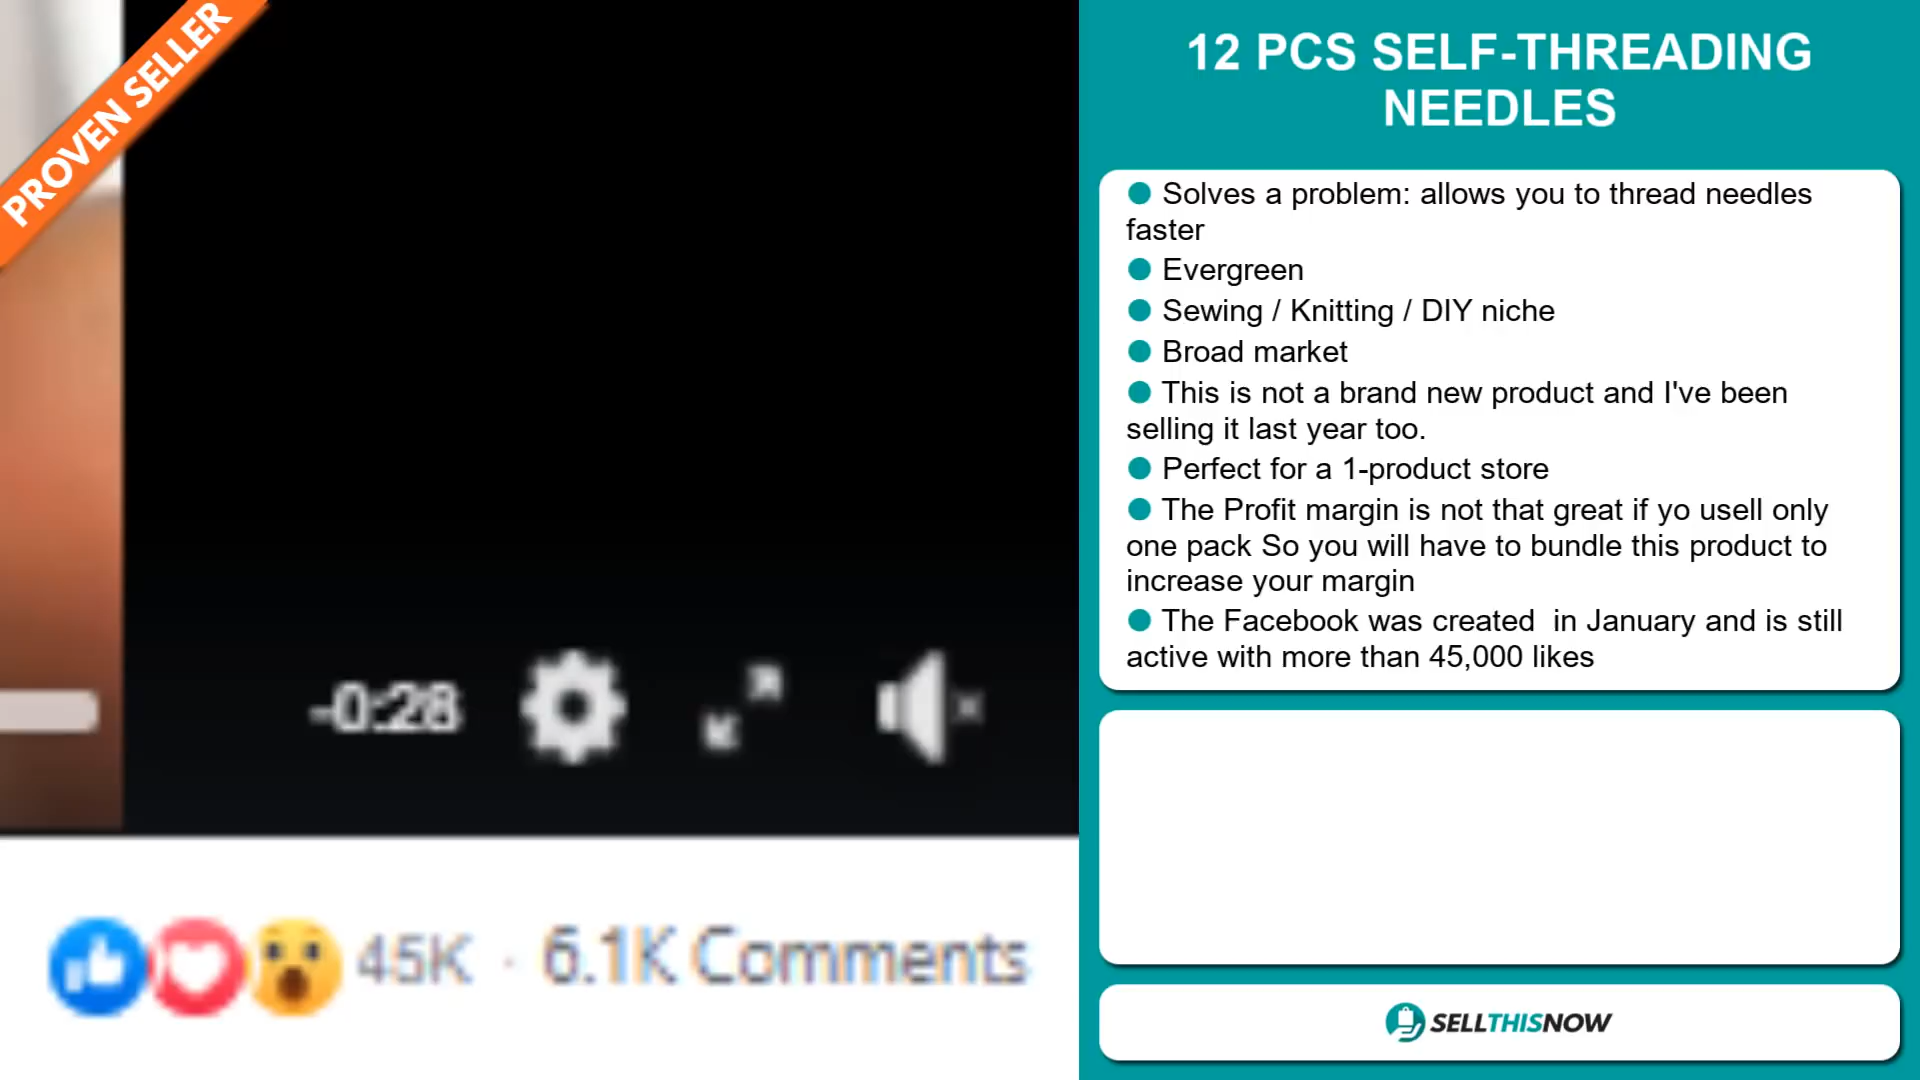 PROVEN SELLER
-0:28
45K · 6.1K Comments
12 PCS SELF-THREADING
NEEDLES
● Solves a problem: allows you to thread needles
faster
● Evergreen
● Sewing / Knitting / DIY niche
● Broad market
● This is not a brand new product and I've been
selling it last year too.
● Perfect for a 1-product store
● The Profit margin is not that great if yo usell only
one pack So you will have to bundle this product to
increase your margin
● The Facebook was created  in January and is still
active with more than 45,000 likes
SELLTHISNOW